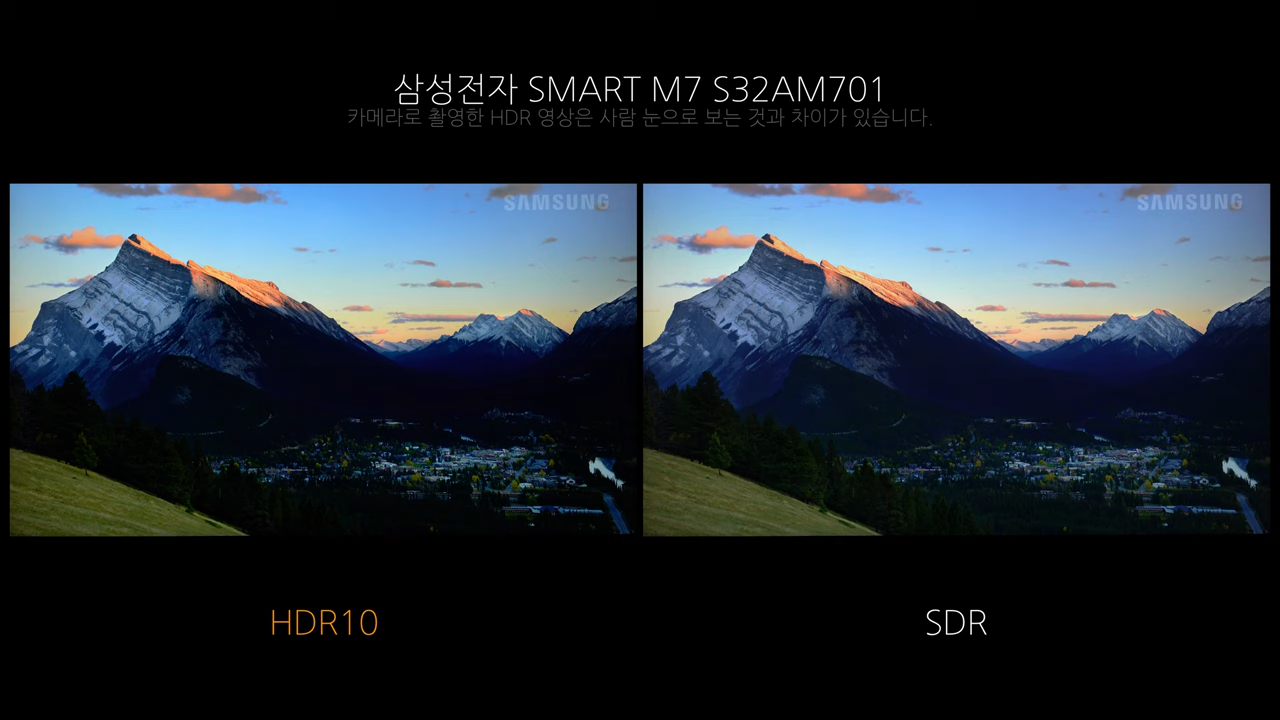 삼성전자 SMART M7 S32AM701
카메라로 촬영한 HDR 영상은 사람 눈으로 보는 것과 차이가 있습니다.
SAMSUNG
SAMSUNG
HDR10
SDR